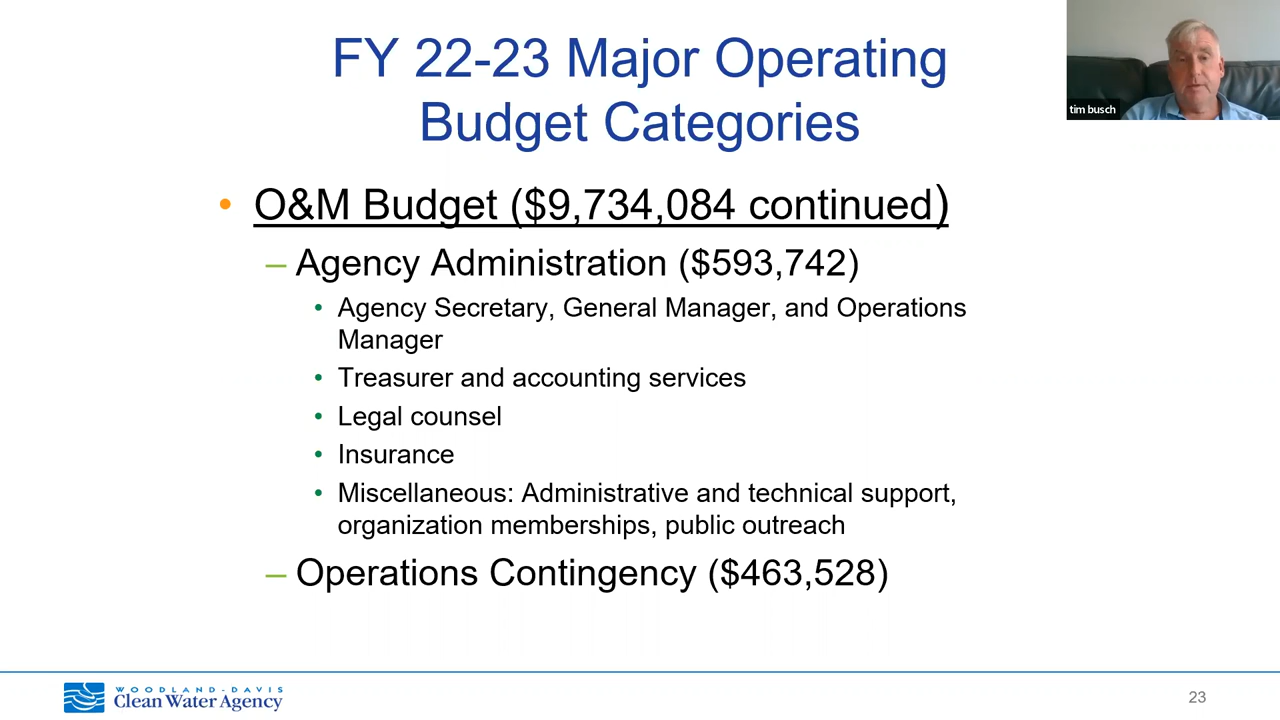 FY 22-23 Major Operating
Budget Categories
tim busch
• O&M Budget ($9,734,084 continued)
– Agency Administration ($593,742)
• Agency Secretary, General Manager, and Operations
Manager
• Treasurer and accounting services
• Legal counsel
• Insurance
• Miscellaneous: Administrative and technical support,
organization memberships, public outreach
– Operations Contingency ($463,528)
WOODLAND-DAVIS
Clean Water Agency
23